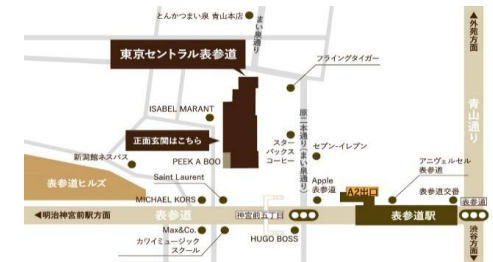 とんかつまい泉 青山本店
まい泉通り
▲外苑方面
東京セントラル表参道
フライングタイガー
ISABEL MARANT
青山通り
正面玄関はこちら
スターバックスコーヒー
原二本通り(まい泉通り)
セブン-イレブン
新潟館ネスパス
PEEK A BOO
アニヴェルセル
表参道
表参道ヒルズ
Saint Laurent
Apple
表参道
A2出口
表参道交番
MICHAEL KORS
◀明治神宮前駅方面
表参道
神宮前五丁目
表参道駅
表参道
Max&Co.
カワイミュージック
スクール
HUGO BOSS
渋谷方面▼